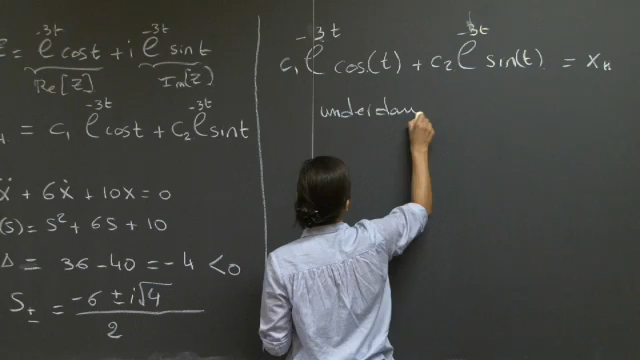 z = e^-3t cos t + i e^-3t sin t
Re[z] Im[z]
H. = c1 e^-3t cos t + c2 e^-3t sin t
ẍ + 6ẋ + 10x = 0
(s) = s² + 6s + 10
Δ = 36 - 40 = -4 < 0
s± = -6 ± i√4 / 2
c1 e^-3t cos(t) + c2 e^-3t sin(t) = xH
underdam